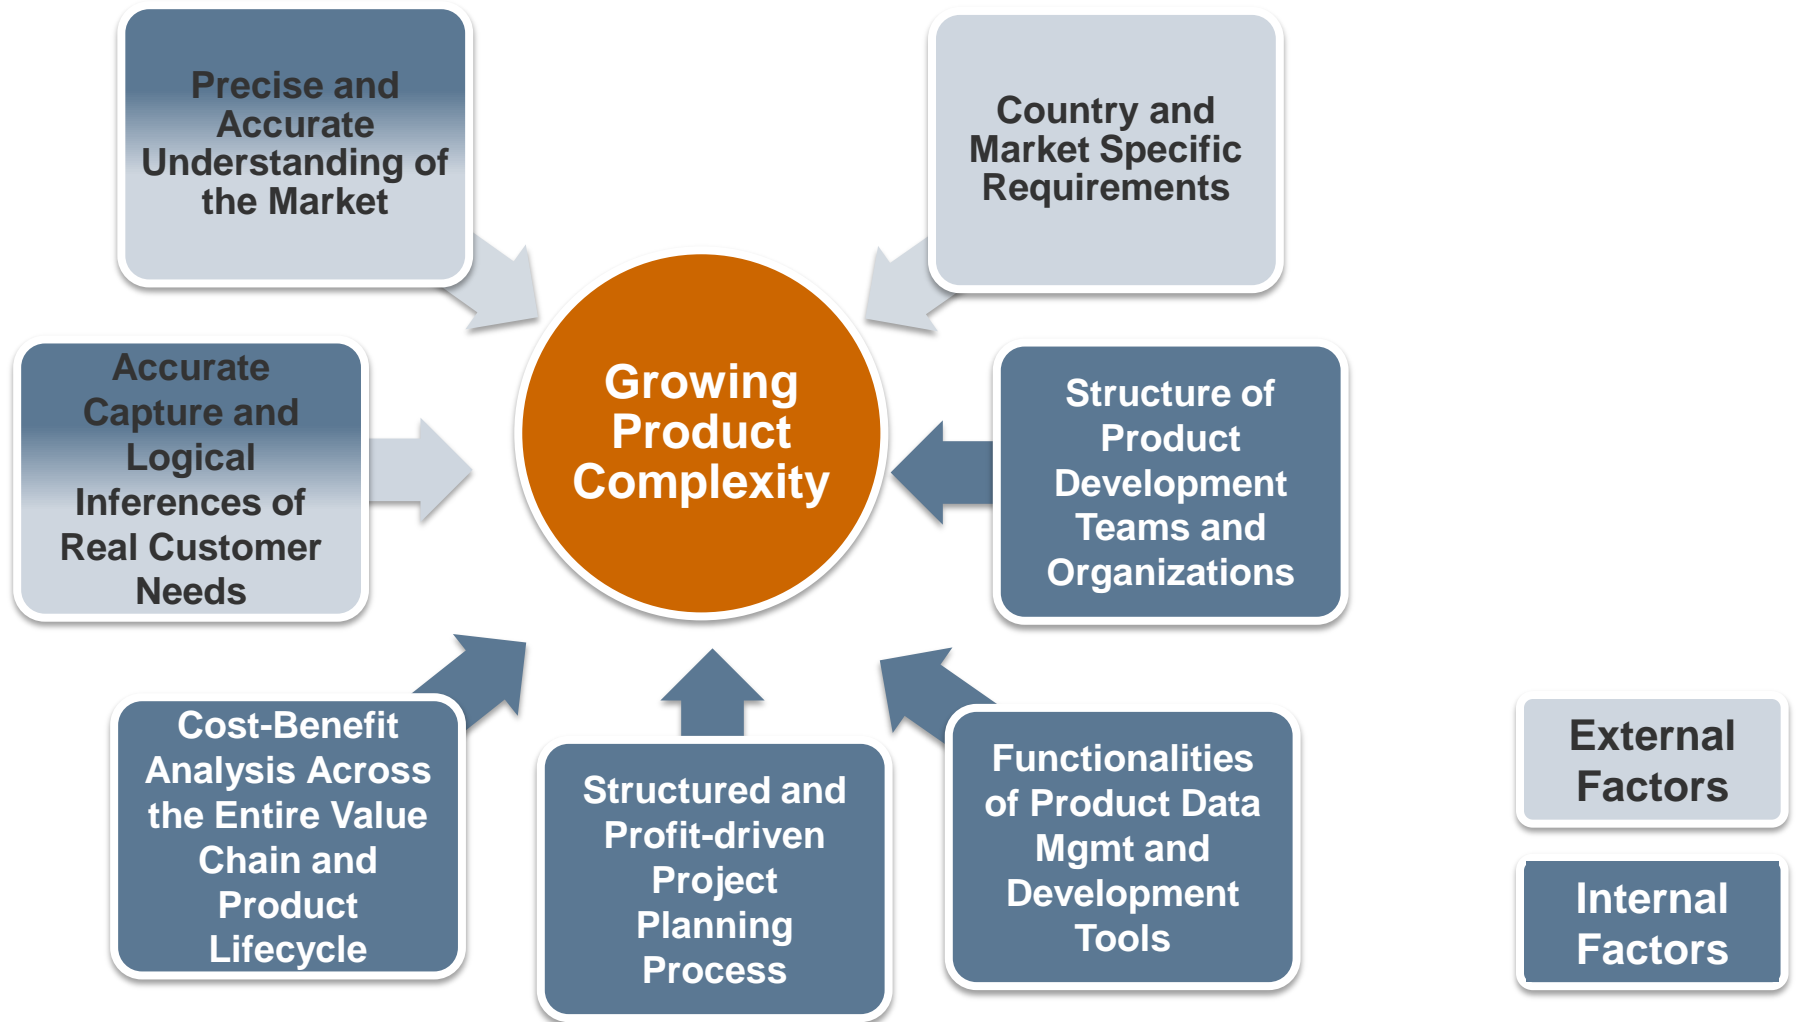 Precise and
Accurate
Understanding of
the Market
Country and
Market Specific
Requirements
Growing
Product
Complexity
Accurate
Capture and
Logical
Inferences of
Real Customer
Needs
Structure of
Product
Development
Teams and
Organizations
Cost-Benefit
Analysis Across
the Entire Value
Chain and
Product
Lifecycle
Structured and
Profit-driven
Project
Planning
Process
Functionalities
of Product Data
Mgmt and
Development
Tools
External
Factors
Internal
Factors